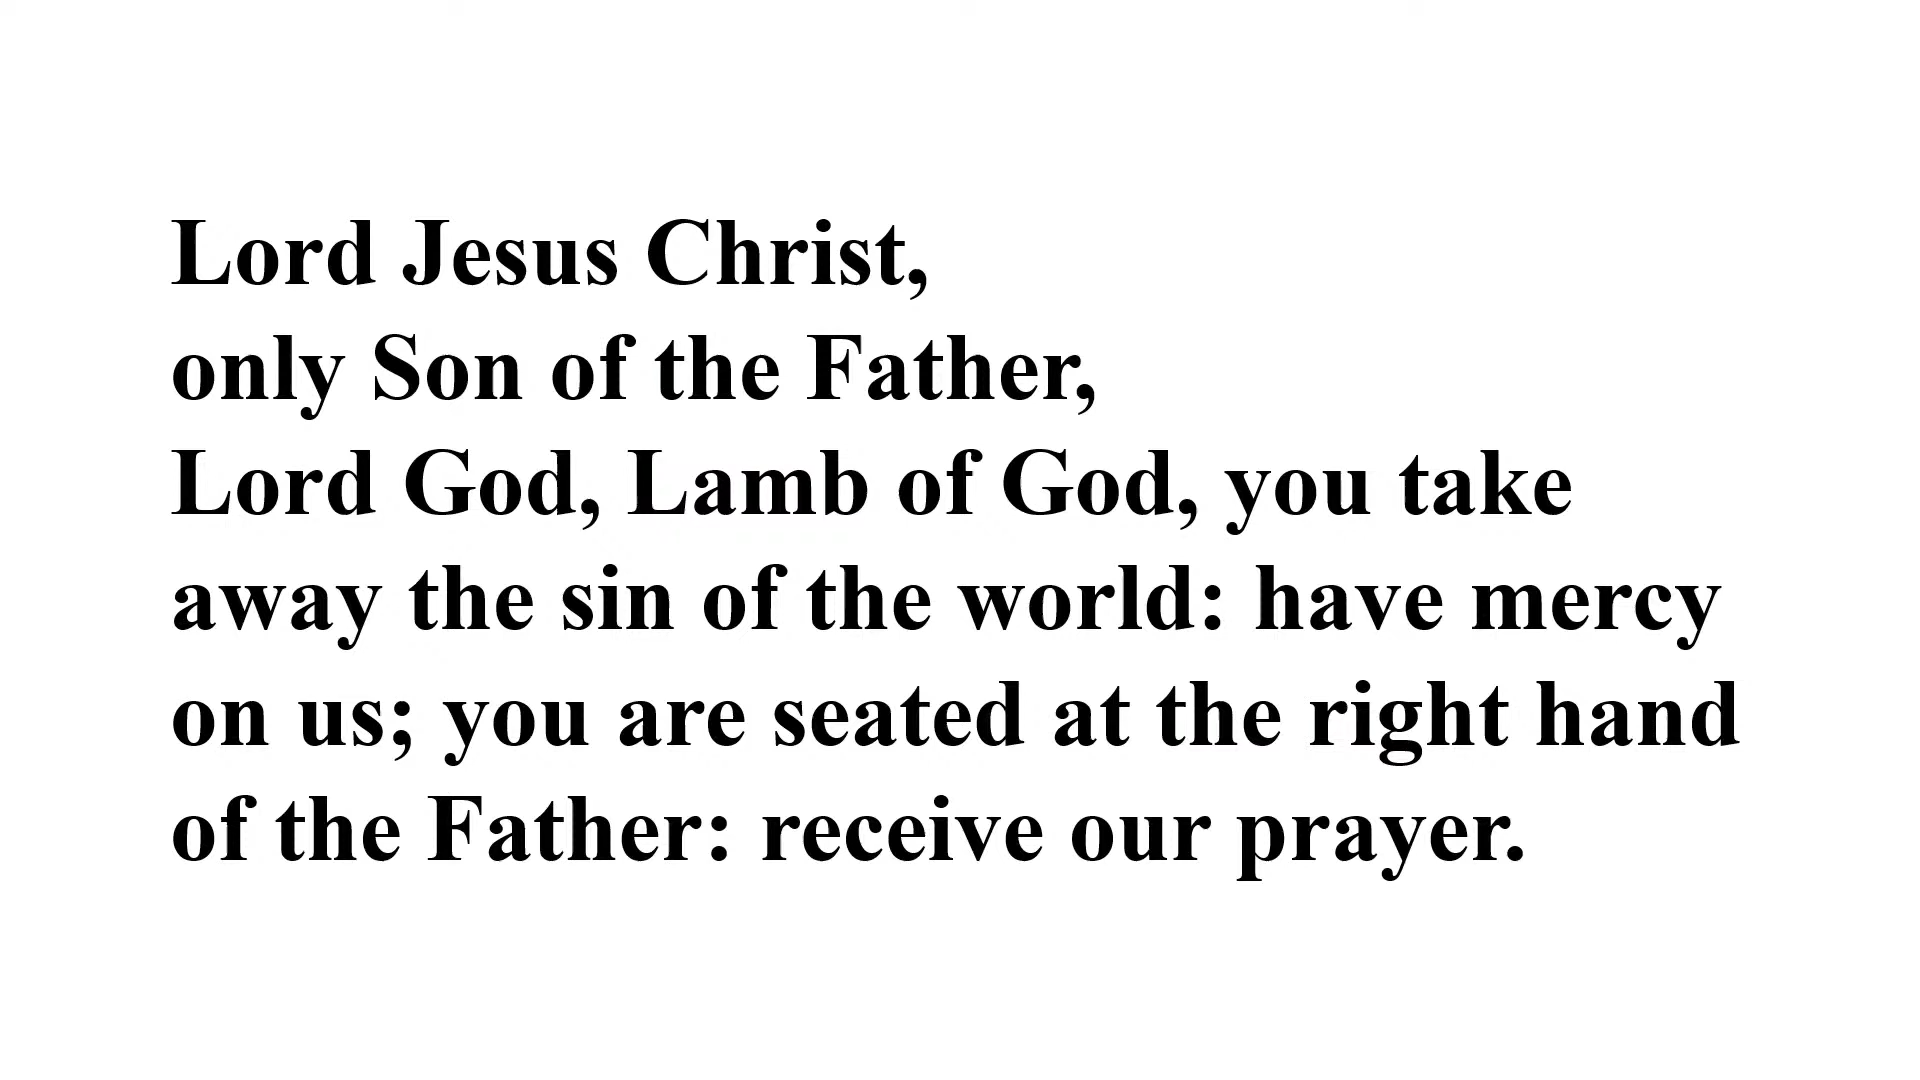 Lord Jesus Christ,
only Son of the Father,
Lord God, Lamb of God, you take
away the sin of the world: have mercy
on us; you are seated at the right hand
of the Father: receive our prayer.